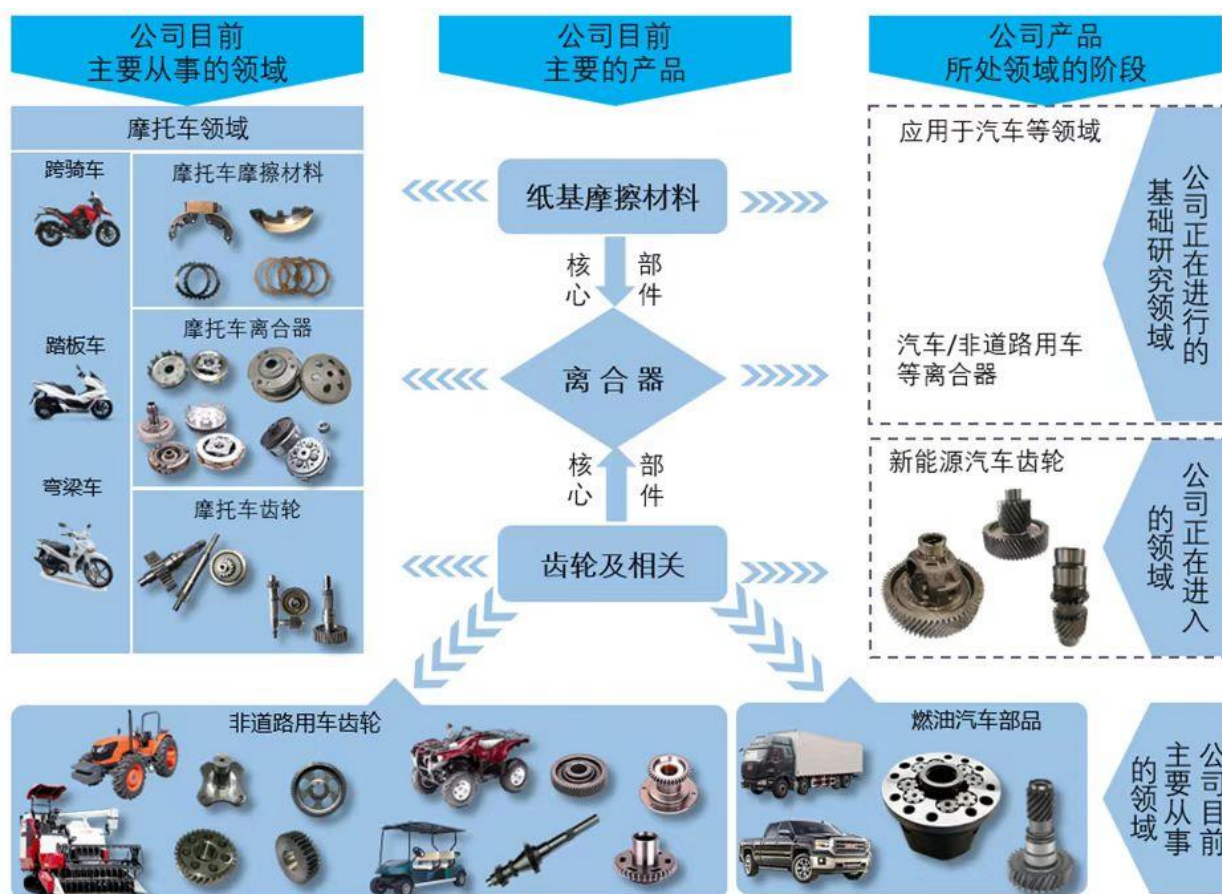 公司目前
主要从事的领域
公司目前
主要的产品
公司产品
所处领域的阶段
摩托车领域
跨骑车
踏板车
弯梁车
摩托车摩擦材料
摩托车离合器
摩托车齿轮
纸基摩擦材料
核心
部件
离合器
核心
部件
齿轮及相关
应用于汽车等领域
汽车/非道路用车
等离合器
公司正在进行的
基础研究领域
新能源汽车齿轮
公司正在进入
的领域
非道路用车齿轮
燃油汽车部品
公司目前
主要从事
的领域